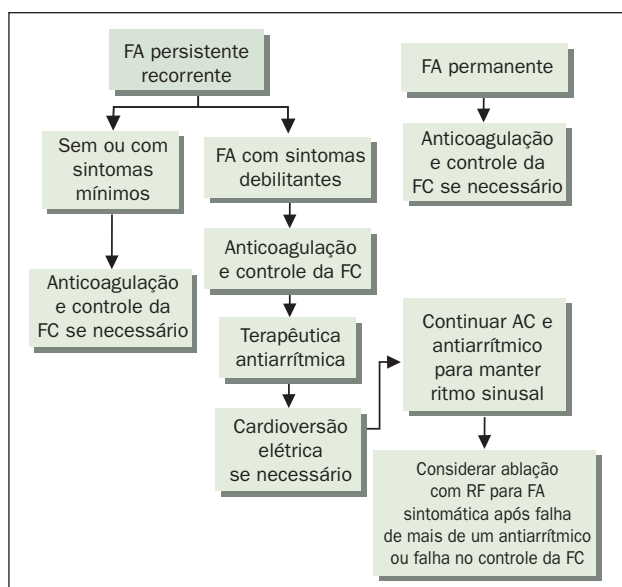 FA persistente
recorrente
FA permanente
Sem ou com
sintomas
mínimos
FA com sintomas
debilitantes
Anticoagulação
e controle da
FC se necessário
Anticoagulação
e controle da
FC se necessário
Anticoagulação
e controle da FC
Terapêutica
antiarrítmica
Cardioversão
elétrica
se necessário
Continuar AC e
antiarrítmico
para manter
ritmo sinusal
Considerar ablação
com RF para FA
sintomática após falha
de mais de um antiarrítmico
ou falha no controle da FC